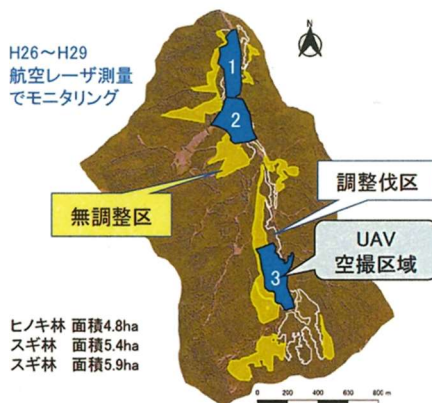 H26～H29
航空レーザ測量
でモニタリング
1
2
無調整区
調整伐区
UAV
空撮区域
3
ヒノキ林 面積4.8ha
スギ林 面積5.4ha
スギ林 面積5.9ha
0 200 400 600 800 m